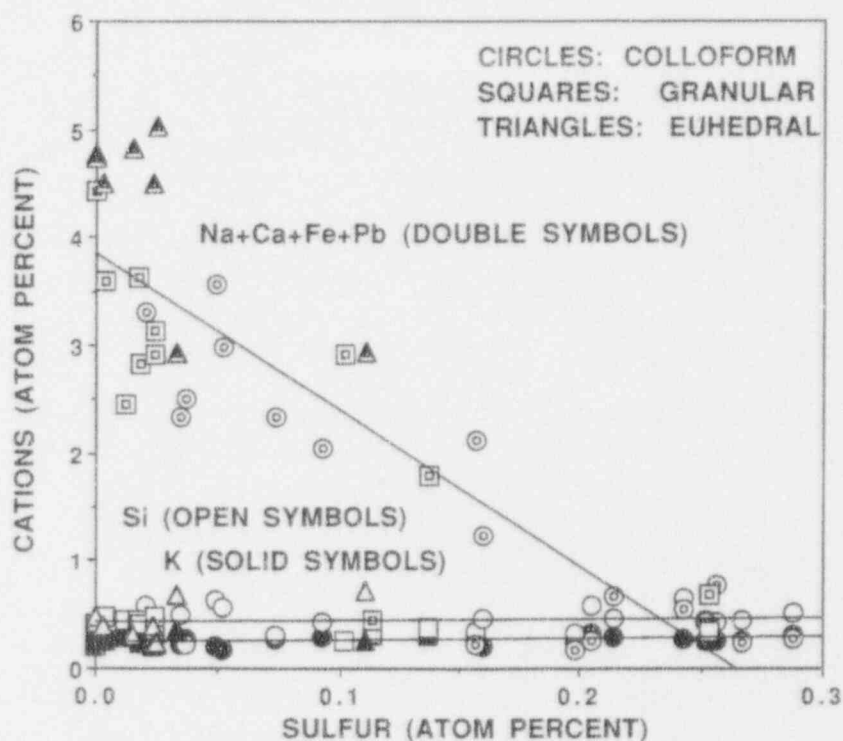 6
CIRCLES: COLLOFORM
SQUARES: GRANULAR
TRIANGLES: EUHEDRAL
5
4
Na+Ca+Fe+Pb (DOUBLE SYMBOLS)
3
2
Si (OPEN SYMBOLS)
K (SOLID SYMBOLS)
1
0
CATIONS (ATOM PERCENT)
0.0
0.1
0.2
0.3
SULFUR (ATOM PERCENT)